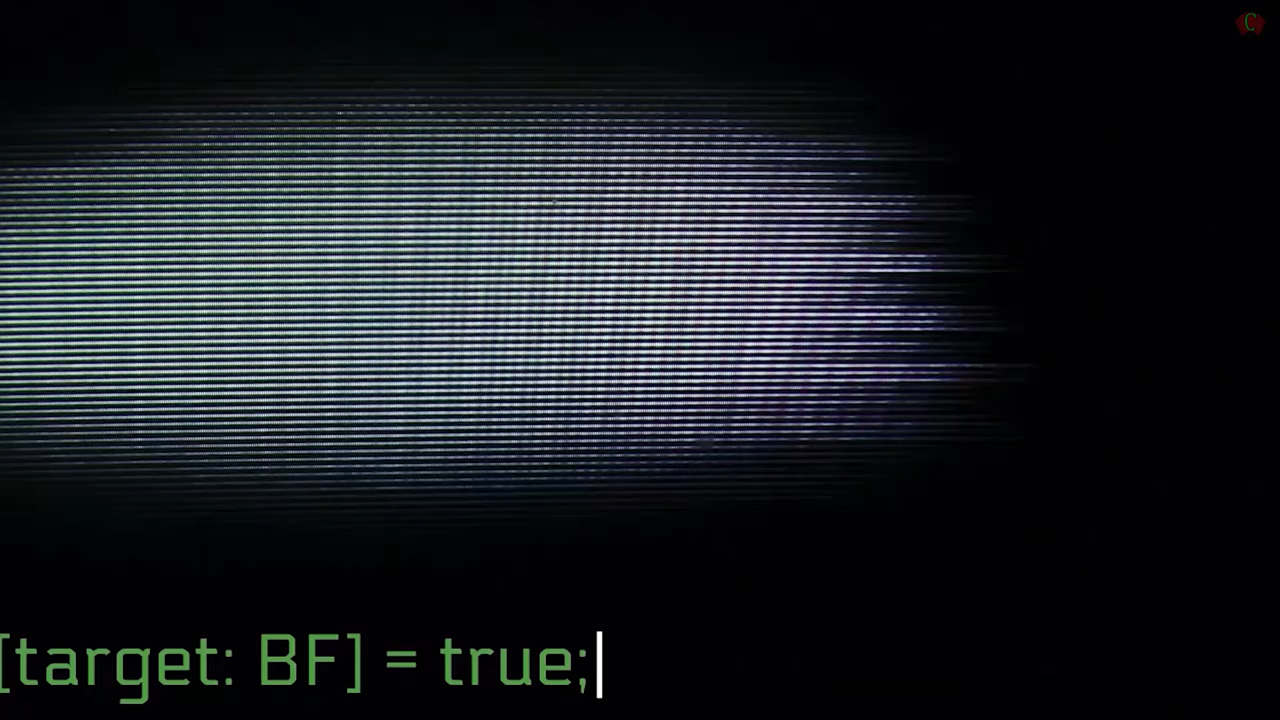 C
[target: BF] = true;